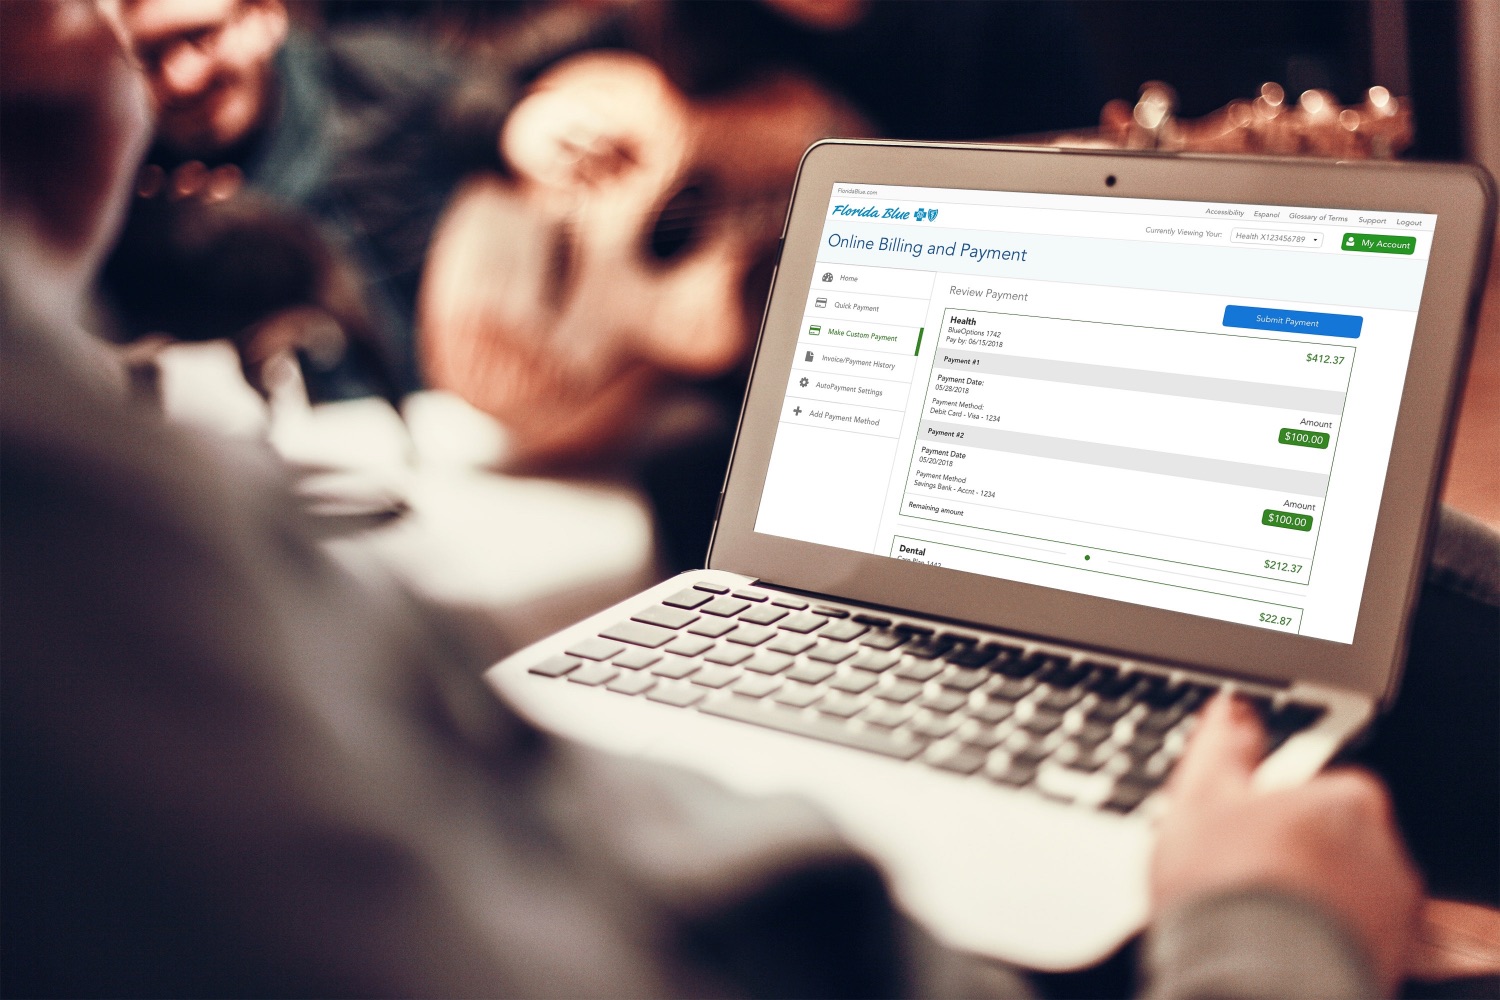 FloridaBlue.com
Accessibility Espanol Glossary of Terms Support Logout
Florida Blue
Currently Viewing Your: Health X123456789 My Account
Online Billing and Payment
Home
Quick Payment
Make Custom Payment
Invoice/Payment History
AutoPayment Settings
Add Payment Method
Review Payment
Submit Payment
Health
BlueOptions 1742
Pay by: 06/15/2018
$412.37
Payment #1
Payment Date:
05/28/2018
Payment Method:
Debit Card - Visa - 1234
Amount
$100.00
Payment #2
Payment Date
05/20/2018
Payment Method
Savings Bank - Accnt - 1234
Amount
$100.00
Remaining amount
$212.37
Dental
$22.87